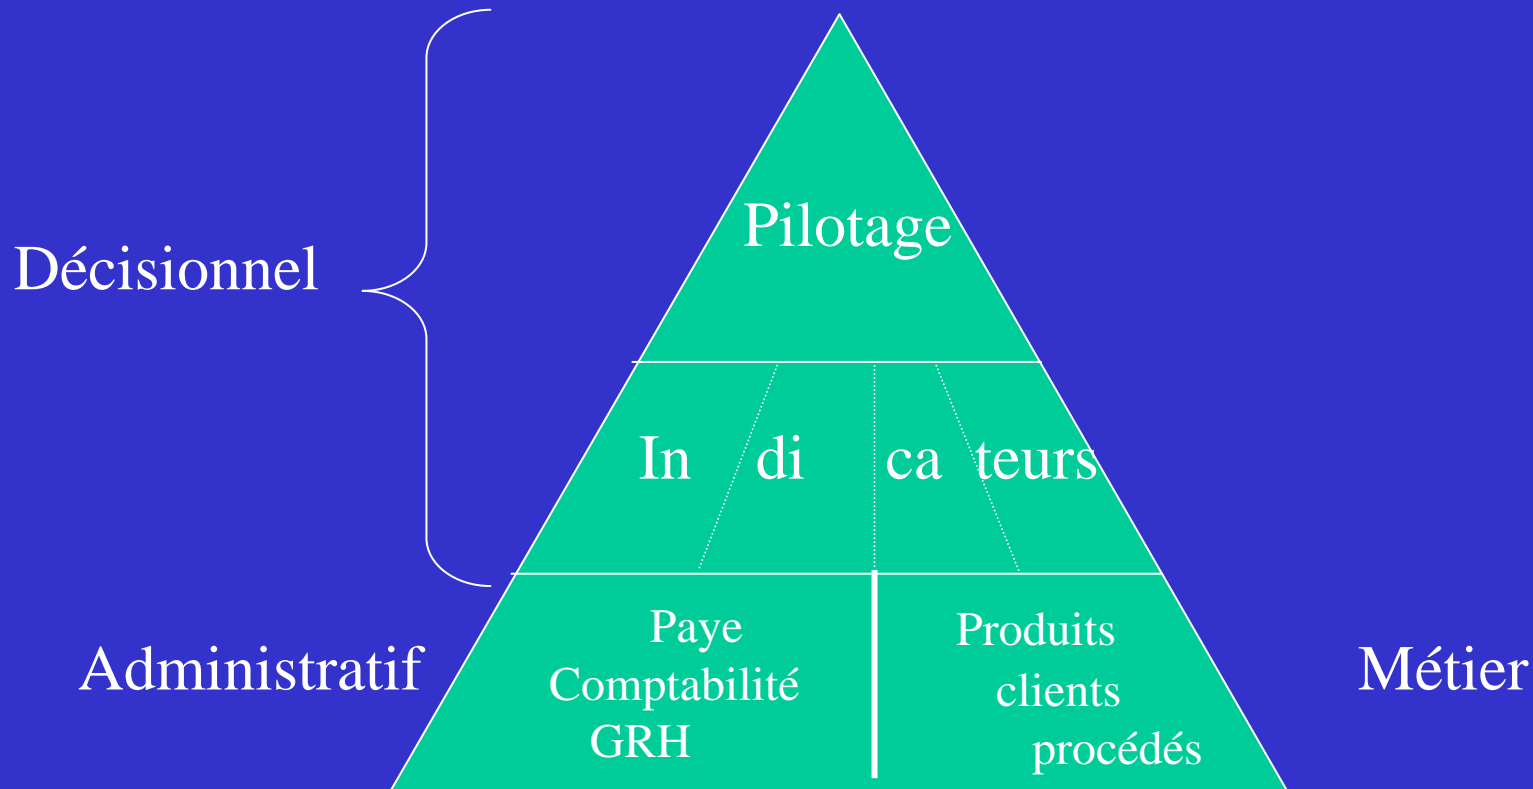 Pilotage
Décisionnel
In di ca teurs
Administratif
Paye
Comptabilité
GRH
Produits
clients
procédés
Métier